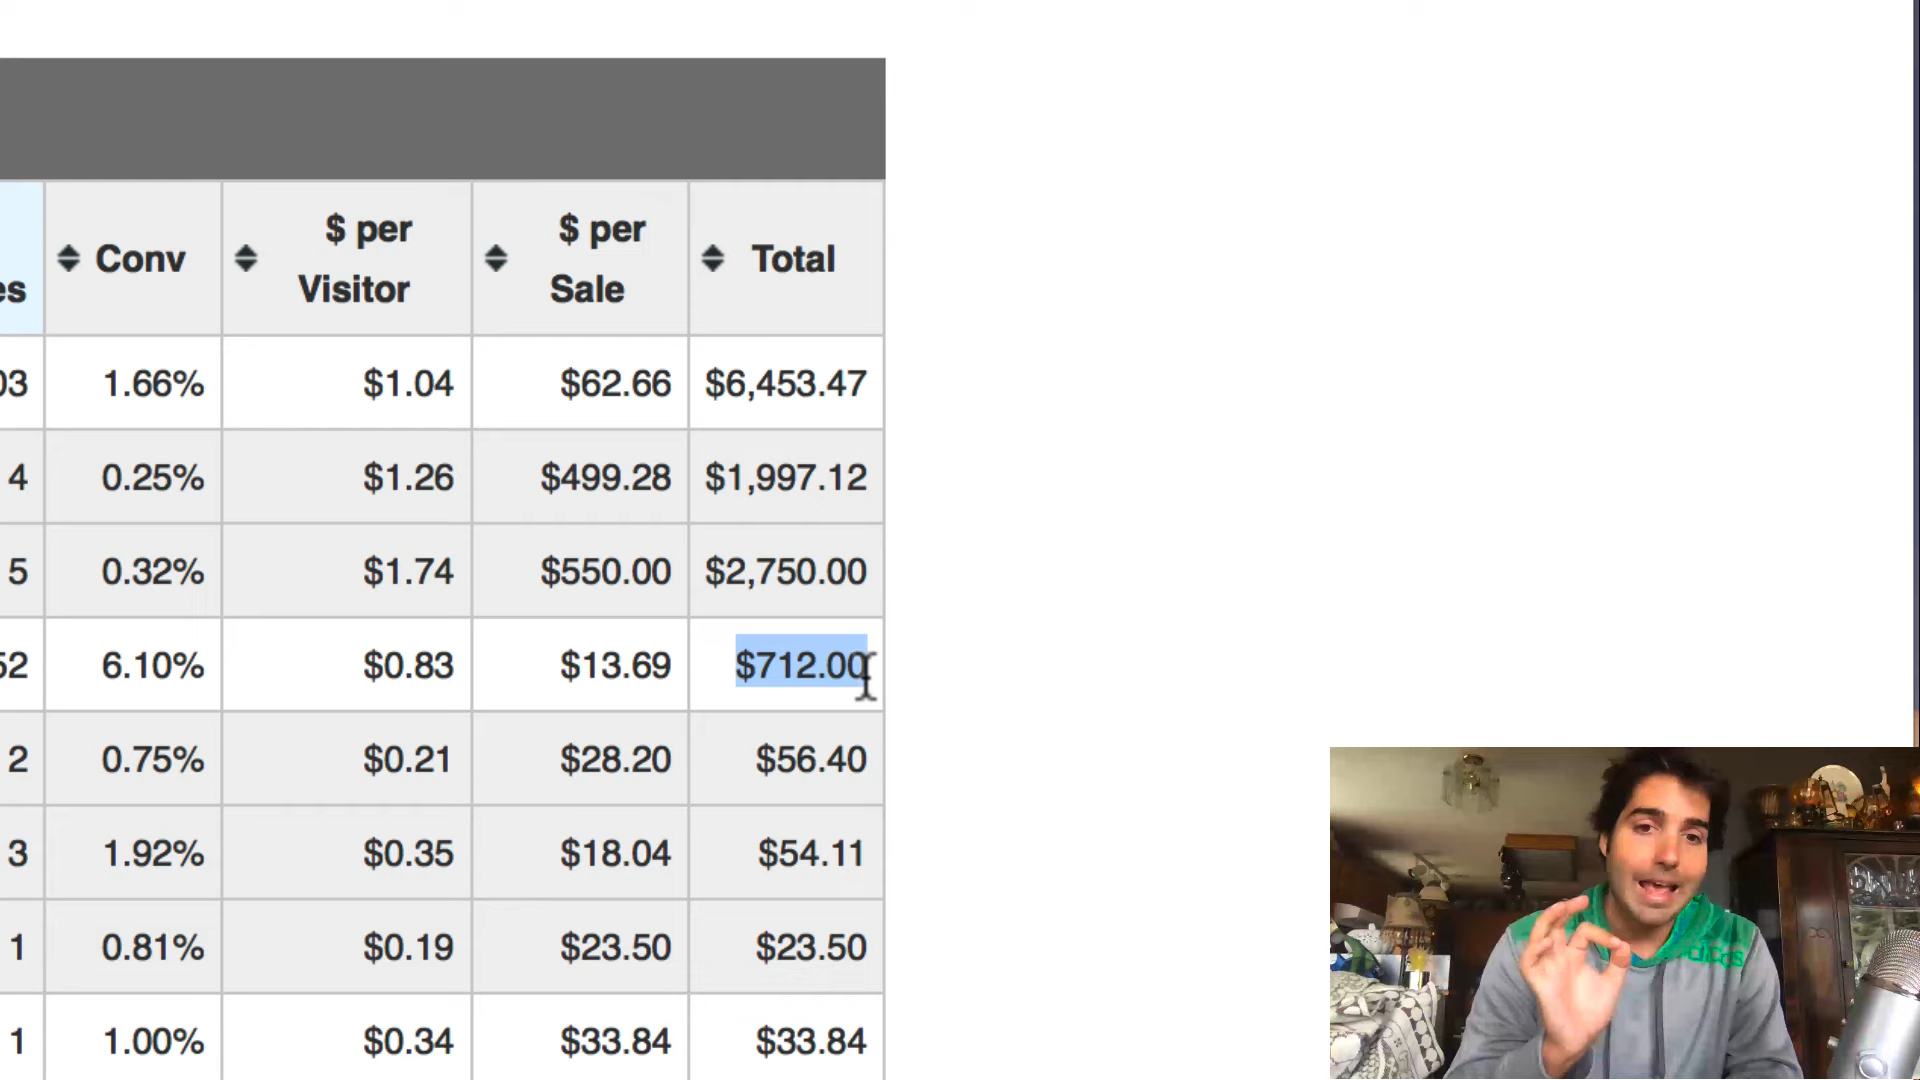 $ per $ per
Conv Total
es Visitor Sale
03 1.66% $1.04 $62.66 $6,453.47
4 0.25% $1.26 $499.28 $1,997.12
5 0.32% $1.74 $550.00 $2,750.00
52 6.10% $0.83 $13.69 $712.00
2 0.75% $0.21 $28.20 $56.40
3 1.92% $0.35 $18.04 $54.11
1 0.81% $0.19 $23.50 $23.50
1 1.00% $0.34 $33.84 $33.84
adidas